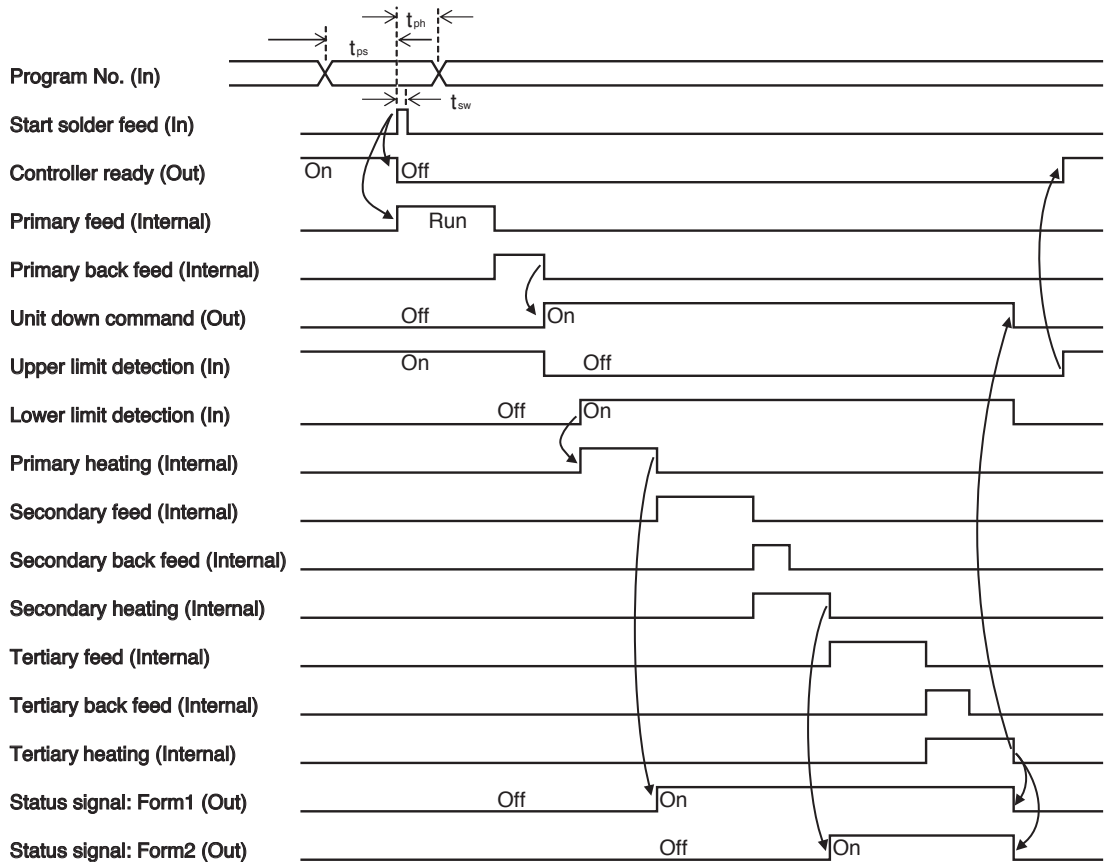 tph
tps
Program No. (In)
tsw
Start solder feed (In)
Controller ready (Out) On Off
Primary feed (Internal) Run
Primary back feed (Internal)
Unit down command (Out) Off On
Upper limit detection (In) On Off
Lower limit detection (In) Off On
Primary heating (Internal)
Secondary feed (Internal)
Secondary back feed (Internal)
Secondary heating (Internal)
Tertiary feed (Internal)
Tertiary back feed (Internal)
Tertiary heating (Internal)
Status signal: Form1 (Out) Off On
Status signal: Form2 (Out) Off On